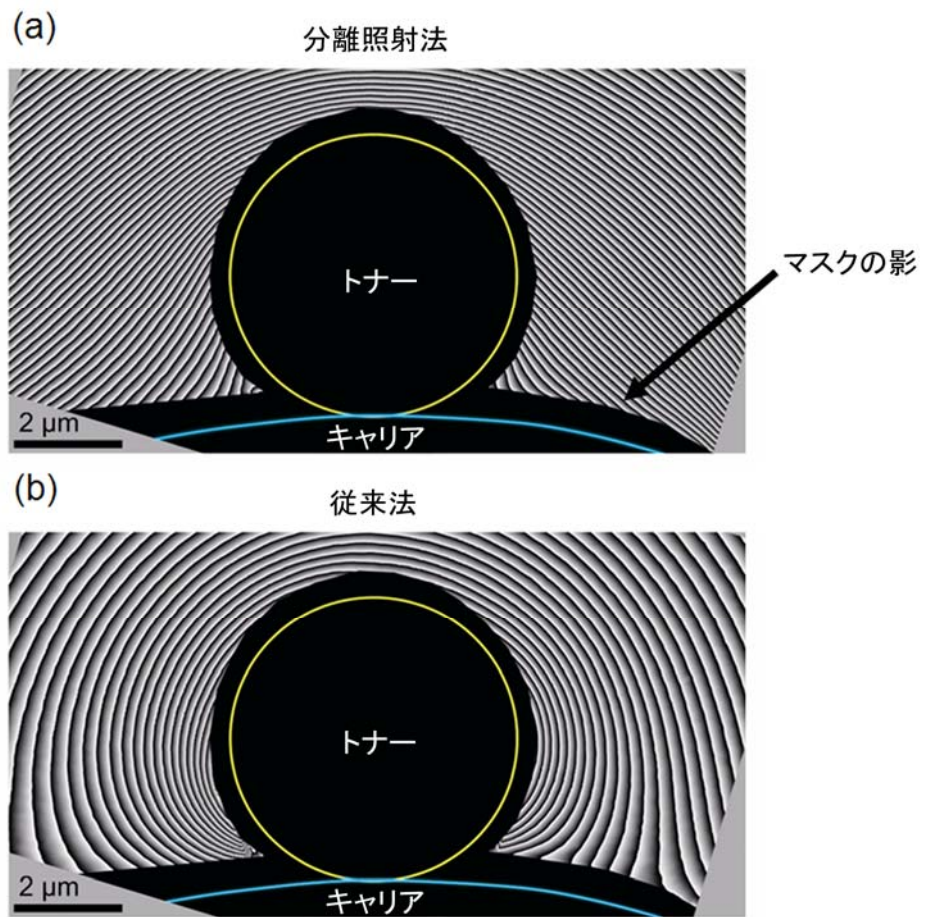 (a)
分離照射法
マスクの影
トナー
2 μm
キャリア
(b)
従来法
トナー
2 μm
キャリア